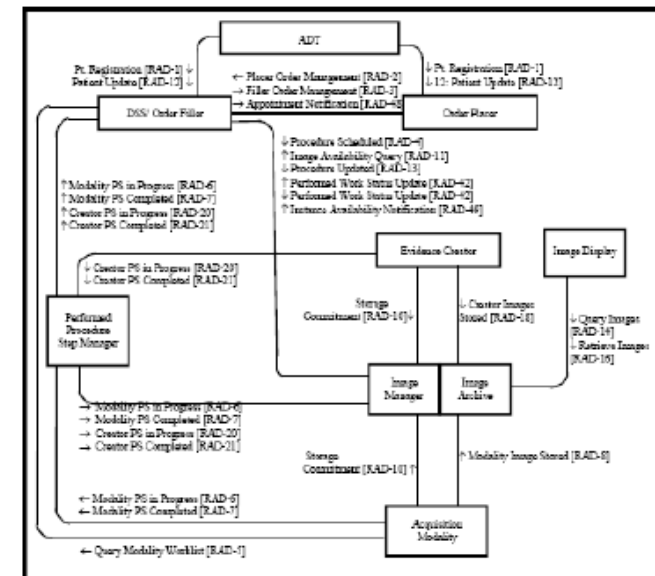 ADT
Pt. Registration [RAD-1] ↓
Patient Update [RAD-12] ↓
← Placer Order Management [RAD-2]
→ Filler Order Management [RAD-3]
→ Appointment Notification [RAD-48]
↓ Pt. Registration [RAD-1]
↓ 12: Patient Update [RAD-12]
DSS/ Order Filler
Order Placer
↓ Procedure Scheduled [RAD-4]
↑ Image Availability Query [RAD-11]
↓ Procedure Updated [RAD-13]
↑ Performed Work Status Update [RAD-42]
↓ Performed Work Status Update [RAD-42]
↑ Instance Availability Notification [RAD-49]
↑ Modality PS in Progress [RAD-6]
↑ Modality PS Completed [RAD-7]
↑ Creator PS in Progress [RAD-20]
↑ Creator PS Completed [RAD-21]
Evidence Creator
Image Display
↓ Creator PS in Progress [RAD-20]
↓ Creator PS Completed [RAD-21]
Performed
Procedure
Step Manager
Storage
Commitment [RAD-10]↓
↓ Creator Images
Stored [RAD-18]
↓ Query Images
[RAD-14]
↓ Retrieve Images
[RAD-16]
Image
Manager
Image
Archive
→ Modality PS in Progress [RAD-6]
→ Modality PS Completed [RAD-7]
→ Creator PS in Progress [RAD-20]
→ Creator PS Completed [RAD-21]
Storage
Commitment [RAD-10] ↑
↑ Modality Image Stored [RAD-8]
← Modality PS in Progress [RAD-6]
← Modality PS Completed [RAD-7]
Acquisition
Modality
← Query Modality Worklist [RAD-5]